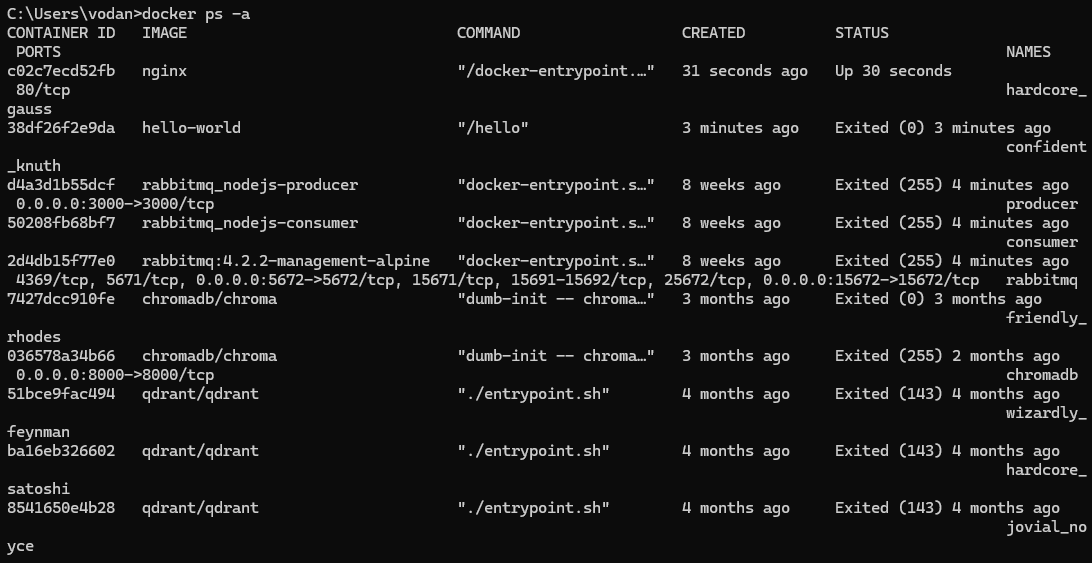 C:\Users\vodan>docker ps -a
CONTAINER ID   IMAGE                              COMMAND                  CREATED          STATUS
 PORTS                                                                                                         NAMES
c02c7ecd52fb   nginx                              "/docker-entrypoint.…"   31 seconds ago   Up 30 seconds
 80/tcp                                                                                                        hardcore_
gauss
38df26f2e9da   hello-world                        "/hello"                 3 minutes ago    Exited (0) 3 minutes ago
                                                                                                               confident
_knuth
d4a3d1b55dcf   rabbitmq_nodejs-producer           "docker-entrypoint.s…"   8 weeks ago      Exited (255) 4 minutes ago
 0.0.0.0:3000->3000/tcp                                                                                        producer
50208fb68bf7   rabbitmq_nodejs-consumer           "docker-entrypoint.s…"   8 weeks ago      Exited (255) 4 minutes ago
                                                                                                               consumer
2d4db15f77e0   rabbitmq:4.2.2-management-alpine   "docker-entrypoint.s…"   8 weeks ago      Exited (255) 4 minutes ago
 4369/tcp, 5671/tcp, 0.0.0.0:5672->5672/tcp, 15671/tcp, 15691-15692/tcp, 25672/tcp, 0.0.0.0:15672->15672/tcp   rabbitmq
7427dcc910fe   chromadb/chroma                    "dumb-init -- chroma…"   3 months ago     Exited (0) 3 months ago
                                                                                                               friendly_
rhodes
036578a34b66   chromadb/chroma                    "dumb-init -- chroma…"   3 months ago     Exited (255) 2 months ago
 0.0.0.0:8000->8000/tcp                                                                                        chromadb
51bce9fac494   qdrant/qdrant                      "./entrypoint.sh"        4 months ago     Exited (143) 4 months ago
                                                                                                               wizardly_
feynman
ba16eb326602   qdrant/qdrant                      "./entrypoint.sh"        4 months ago     Exited (143) 4 months ago
                                                                                                               hardcore_
satoshi
8541650e4b28   qdrant/qdrant                      "./entrypoint.sh"        4 months ago     Exited (143) 4 months ago
                                                                                                               jovial_no
yce